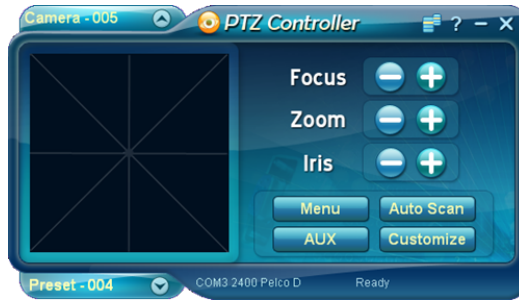 Camera - 005
PTZ Controller
?
Focus
Zoom
Iris
Menu
Auto Scan
AUX
Customize
Preset - 004
COM3 2400 Pelco D
Ready